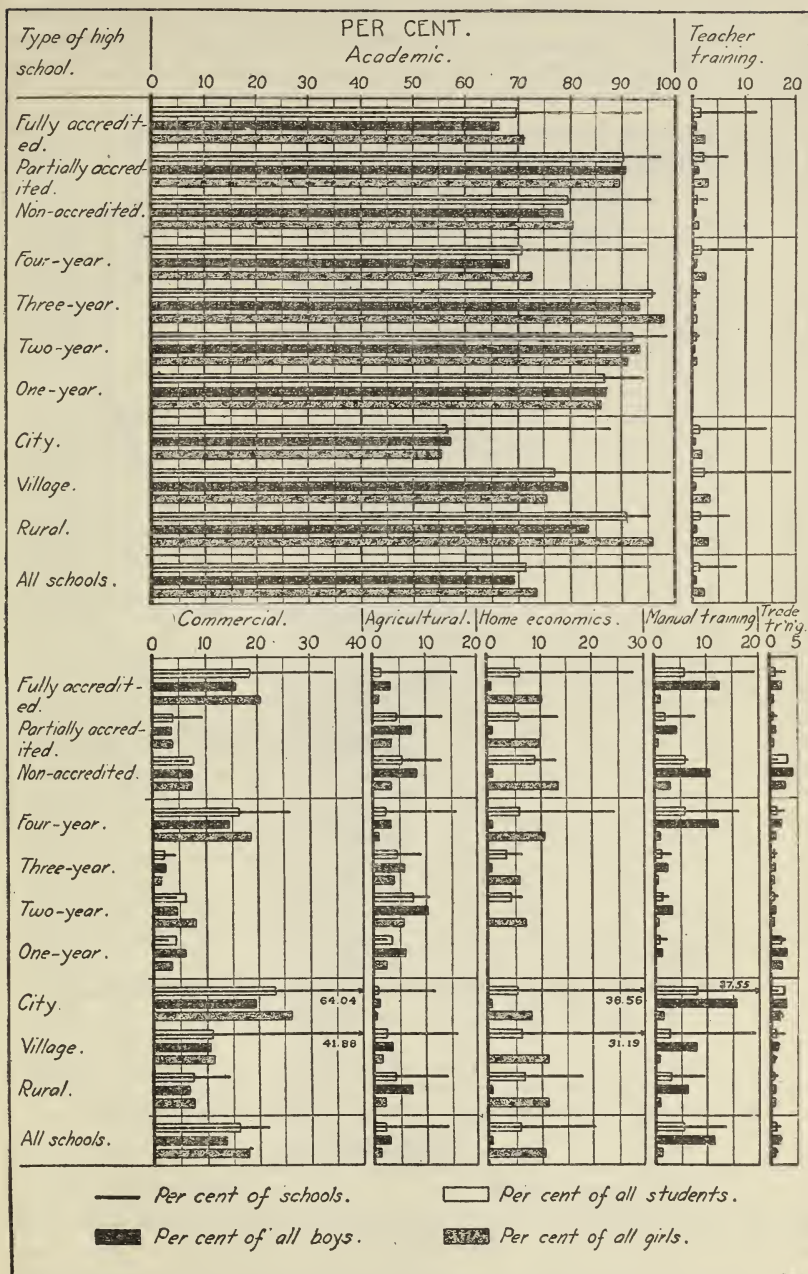 Type of high
school.
PER CENT.
Academic.
Teacher
training.
0 10 20 30 40 50 60 70 80 90 100
0 10 20
Fully accredit-
ed.
Partially accred-
ited.
Non-accredited.
Four-year.
Three-year.
Two-year.
One-year.
City.
Village.
Rural.
All schools.
Commercial. Agricultural. Home economics. Manual training Trade
tr'n'g.
0 10 20 30 40 0 10 20 0 10 20 30 0 10 20 0 5
Fully accredit-
ed.
Partially accred-
ited.
Non-accredited.
Four-year.
Three-year.
Two-year.
One-year.
City.
64.04 36.56 37.55
Village.
41.88 31.19
Rural.
All schools.
Per cent of schools. Per cent of all students.
Per cent of all boys. Per cent of all girls.